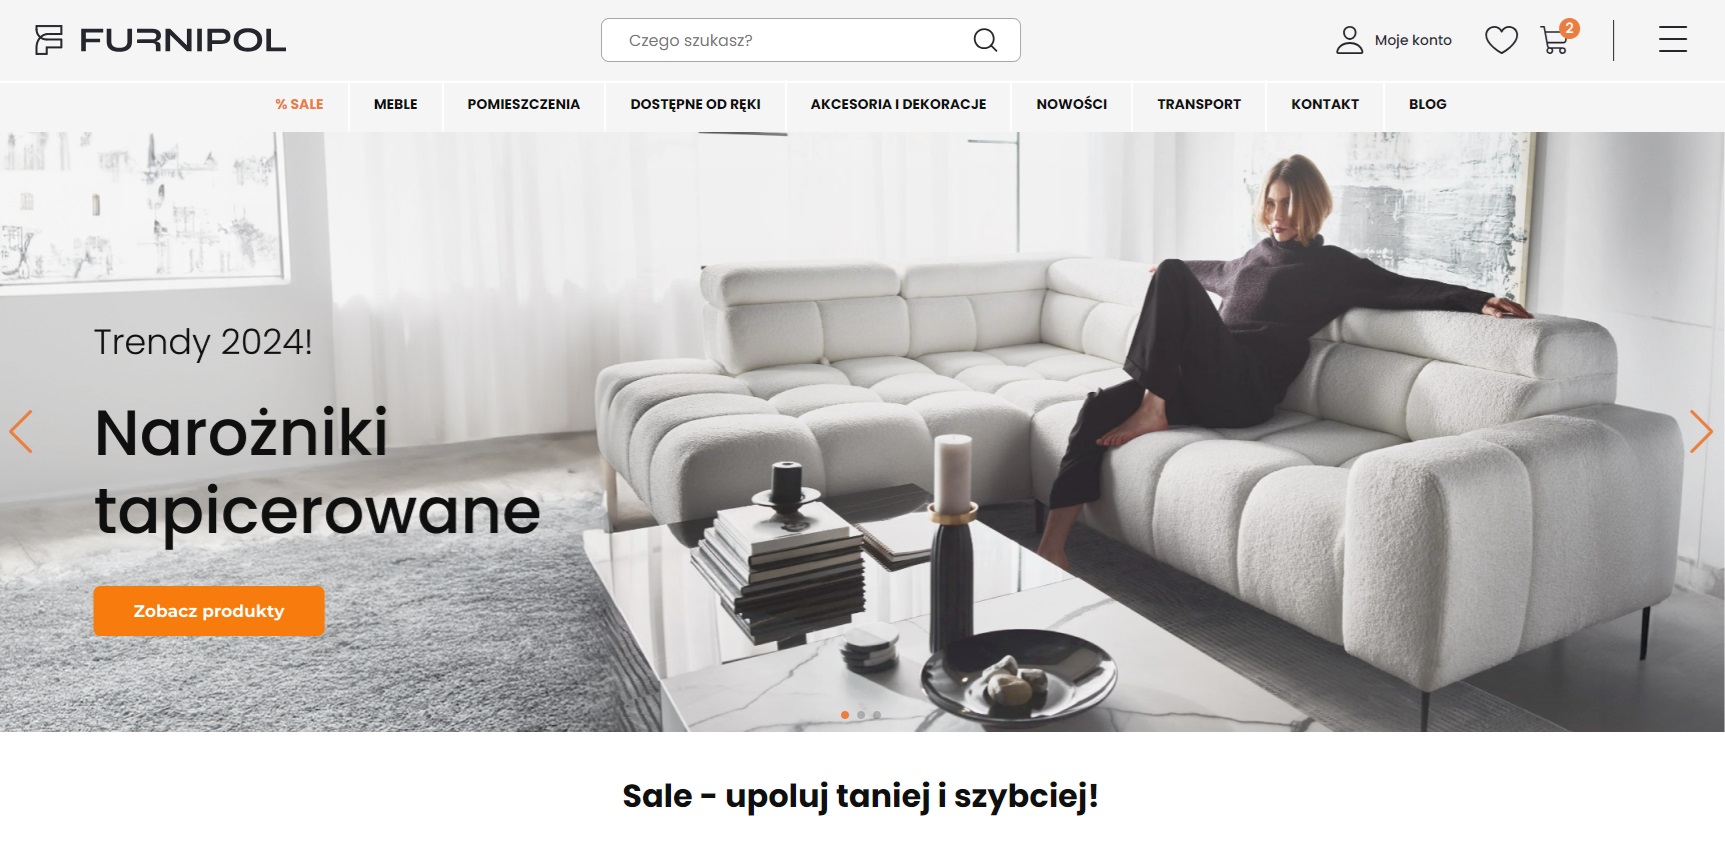 FURNIPOL
Czego szukasz?
Moje konto
2
% SALE
MEBLE
POMIESZCZENIA
DOSTĘPNE OD RĘKI
AKCESORIA I DEKORACJE
NOWOŚCI
TRANSPORT
KONTAKT
BLOG
Trendy 2024!
Narożniki
tapicerowane
Zobacz produkty
Sale - upoluj taniej i szybciej!